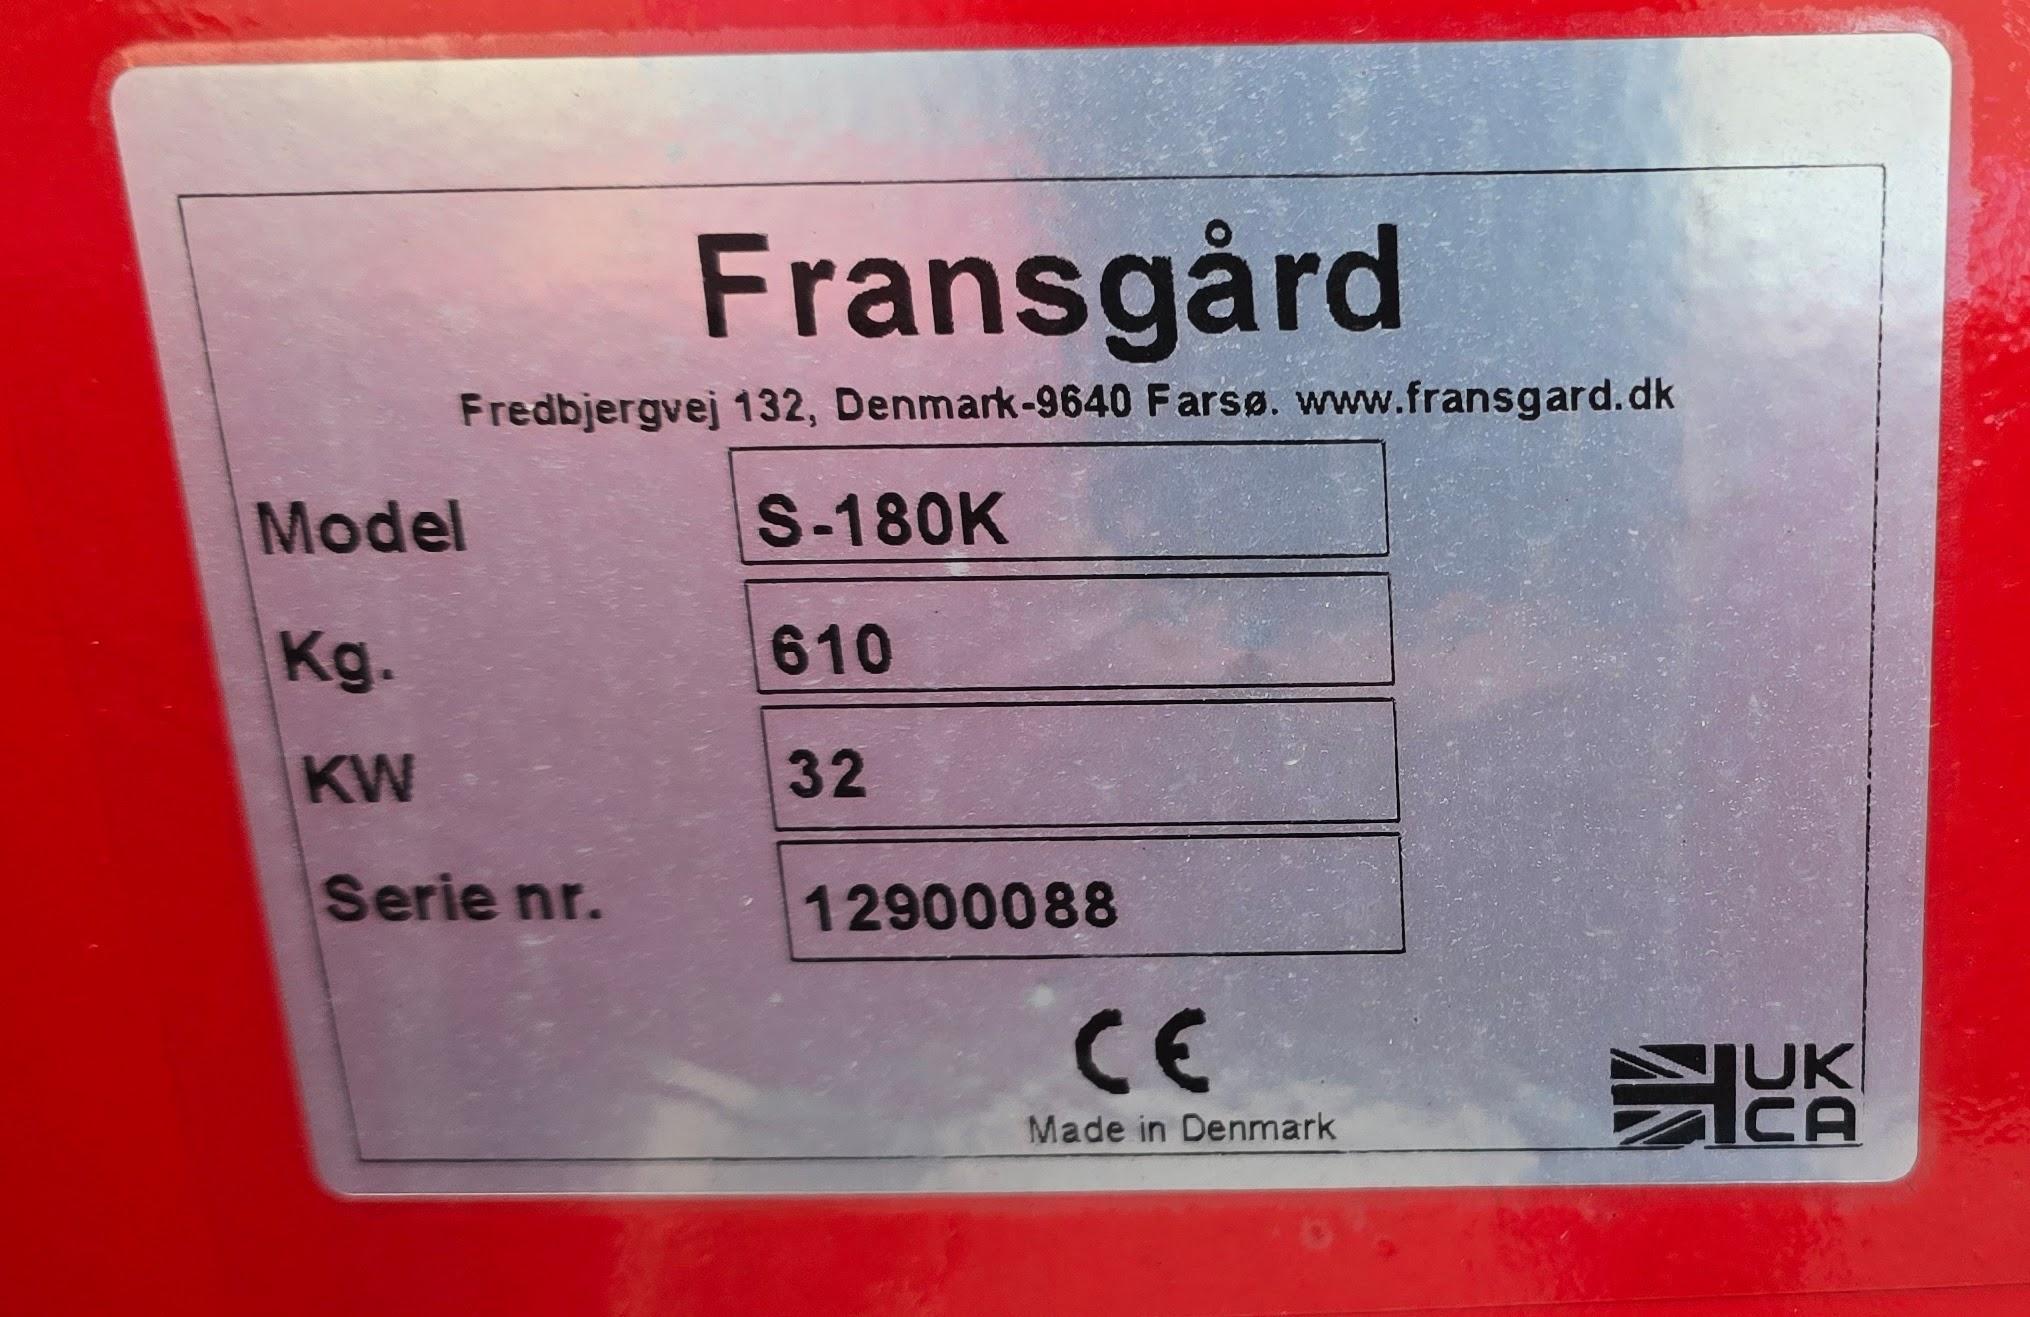 Fransgård
Fredbjergvej 132, Denmark-9640 Farsø. www.fransgard.dk
Model S-180K
Kg. 610
KW 32
Serie nr. 12900088
CE
Made in Denmark
UK
CA